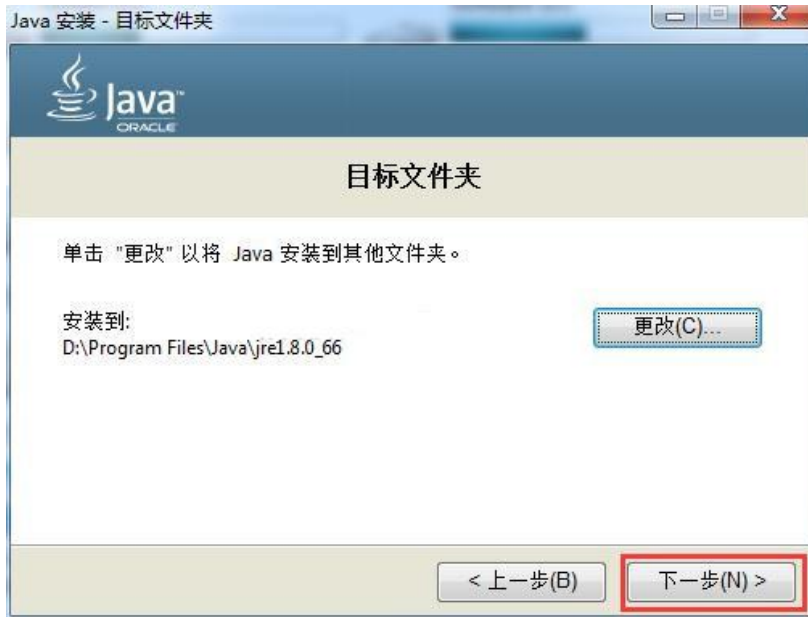 Java 安装 - 目标文件夹
Java™
ORACLE
目标文件夹
单击 "更改" 以将 Java 安装到其他文件夹。
安装到:
更改(C)...
D:\Program Files\Java\jre1.8.0_66
< 上一步(B)
下一步(N) >